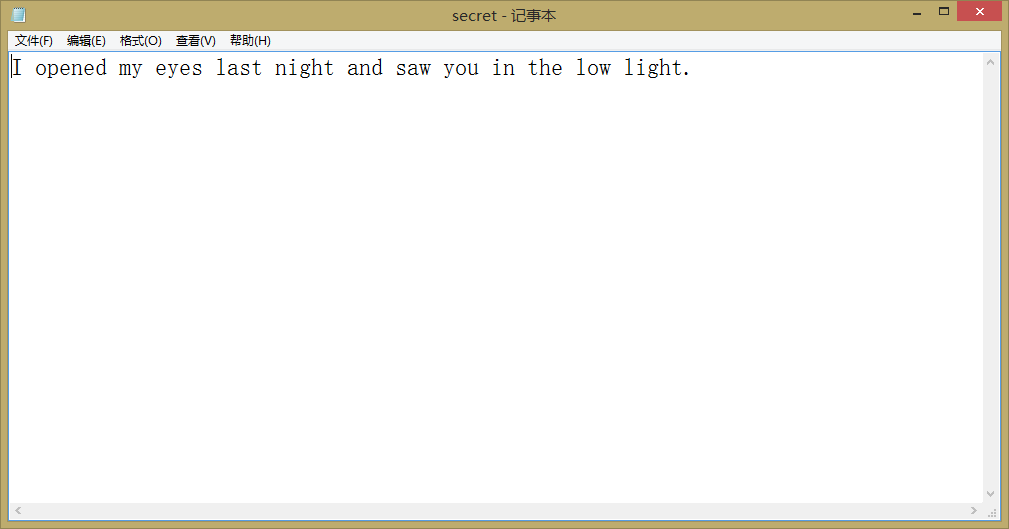 secret - 记事本
文件(F) 编辑(E) 格式(O) 查看(V) 帮助(H)
I opened my eyes last night and saw you in the low light.